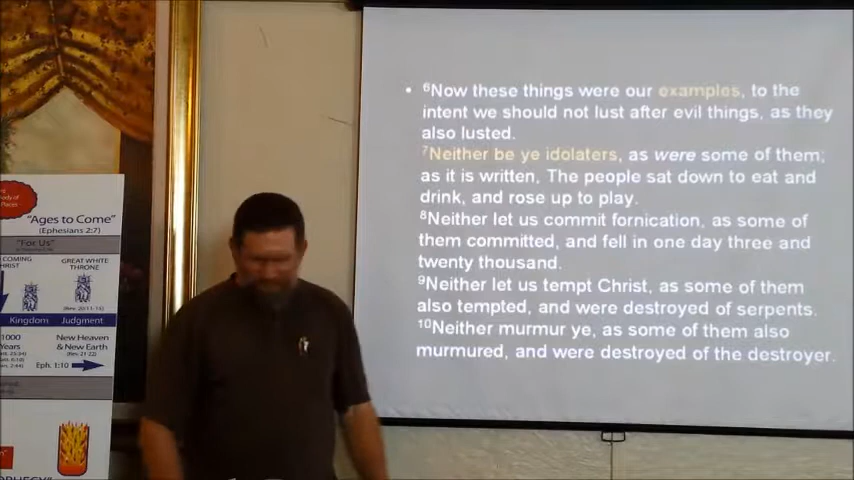 • ⁶Now these things were our examples, to the
intent we should not lust after evil things, as they
also lusted.
⁷Neither be ye idolaters, as were some of them;
as it is written, The people sat down to eat and
drink, and rose up to play.
⁸Neither let us commit fornication, as some of
them committed, and fell in one day three and
twenty thousand.
⁹Neither let us tempt Christ, as some of them
also tempted, and were destroyed of serpents.
¹⁰Neither murmur ye, as some of them also
murmured, and were destroyed of the destroyer.
"Ages to Come"
(Ephesians 2:7)
"For Us"
COMING
GREAT WHITE
THRONE
Kingdom
Judgment
1000
Years
New Heaven
& New Earth
(Rev. 21-22)
Eph. 1:10